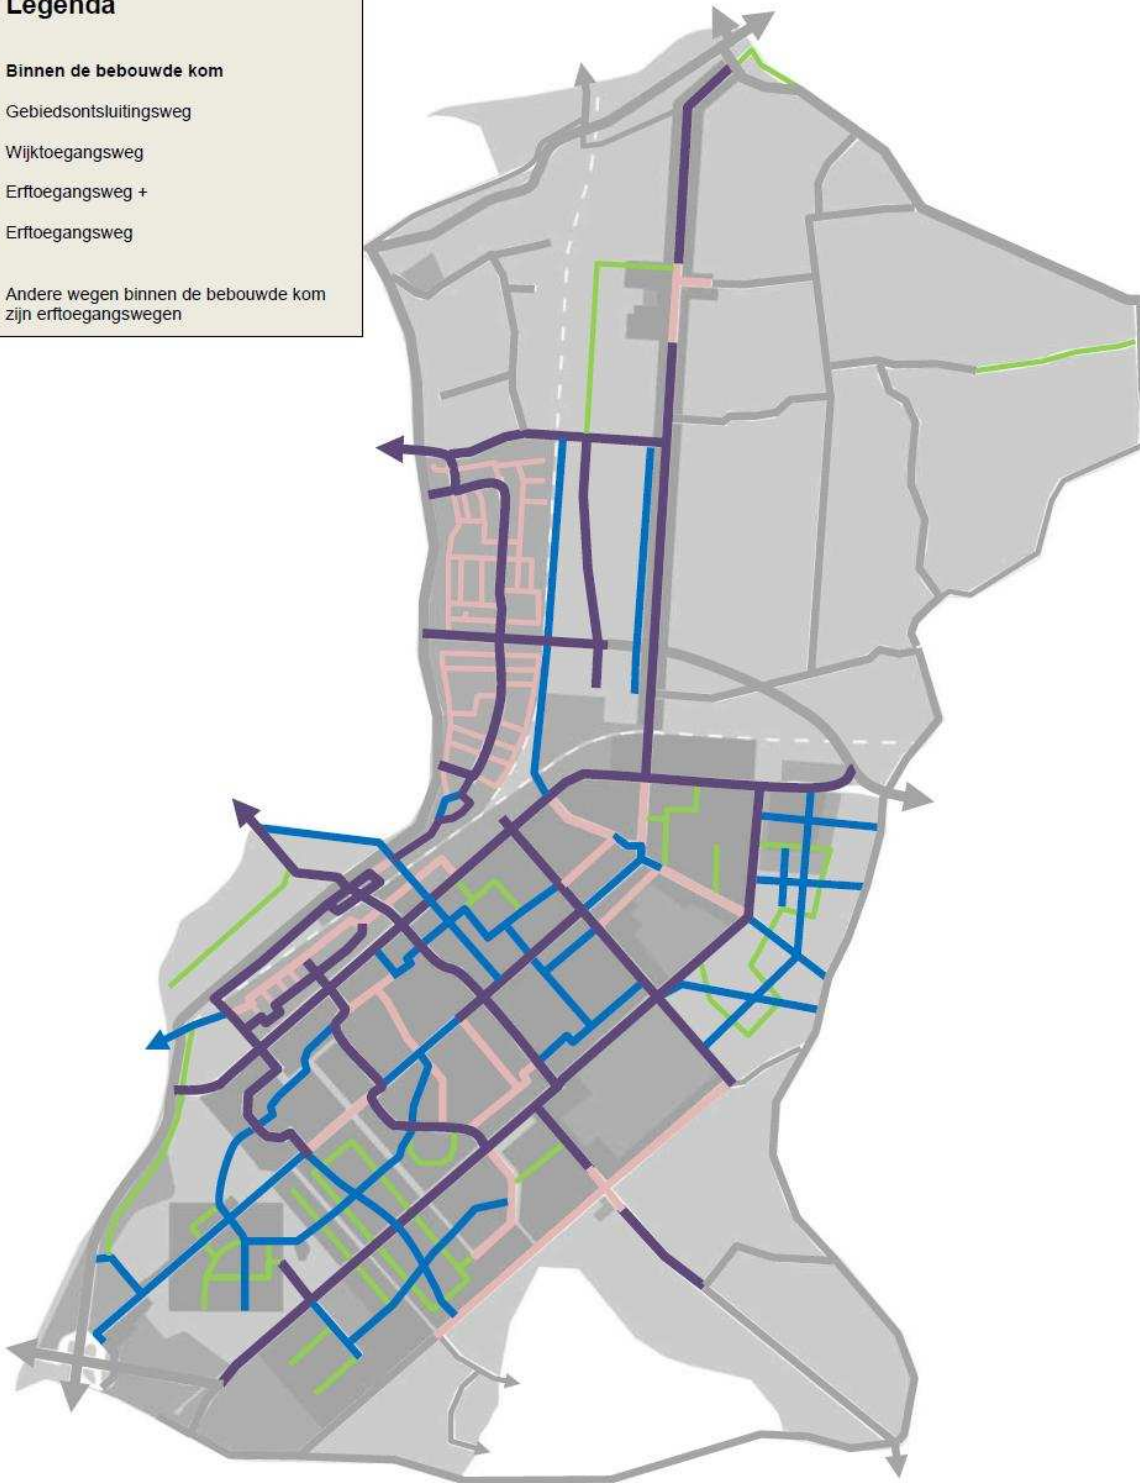 Legenda
Binnen de bebouwde kom
Gebiedsontsluitingsweg
Wijktoegangsweg
Erftoegangsweg +
Erftoegangsweg
Andere wegen binnen de bebouwde kom
zijn erftoegangswegen